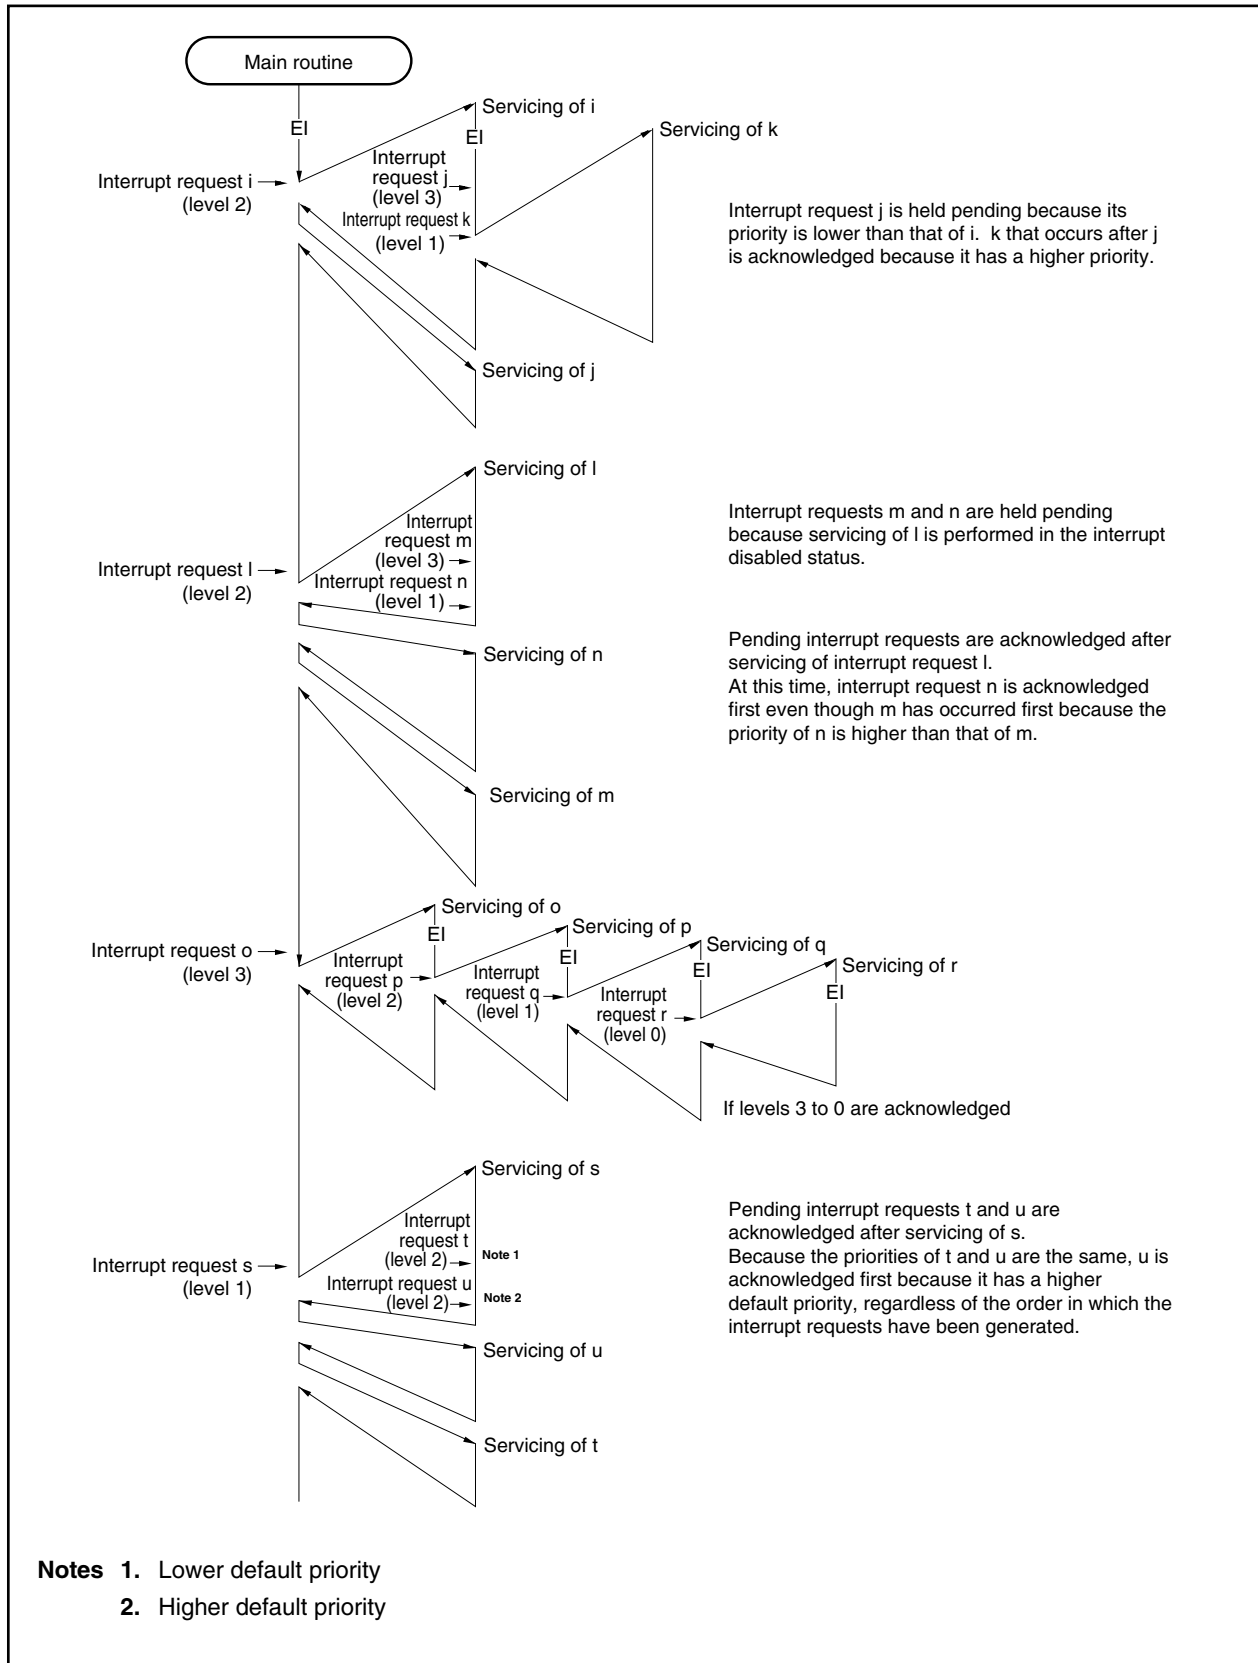 Main routine
EI
Servicing of i
EI
Servicing of k
Interrupt
request j
(level 3)
Interrupt request i
(level 2)
Interrupt request k
(level 1)
Interrupt request j is held pending because its
priority is lower than that of i.  k that occurs after j
is acknowledged because it has a higher priority.
Servicing of j
Servicing of l
Interrupt
request m
(level 3)
Interrupt request l
(level 2)
Interrupt request n
(level 1)
Interrupt requests m and n are held pending
because servicing of l is performed in the interrupt
disabled status.
Servicing of n
Pending interrupt requests are acknowledged after
servicing of interrupt request l.
At this time, interrupt request n is acknowledged
first even though m has occurred first because the
priority of n is higher than that of m.
Servicing of m
Servicing of o
EI
Servicing of p
EI
Servicing of q
EI
Servicing of r
EI
Interrupt request o
(level 3)
Interrupt
request p
(level 2)
Interrupt
request q
(level 1)
Interrupt
request r
(level 0)
If levels 3 to 0 are acknowledged
Servicing of s
Interrupt
request t
(level 2)
Note 1
Interrupt request s
(level 1)
Interrupt request u
(level 2)
Note 2
Pending interrupt requests t and u are
acknowledged after servicing of s.
Because the priorities of t and u are the same, u is
acknowledged first because it has a higher
default priority, regardless of the order in which the
interrupt requests have been generated.
Servicing of u
Servicing of t
Notes 1. Lower default priority
2. Higher default priority